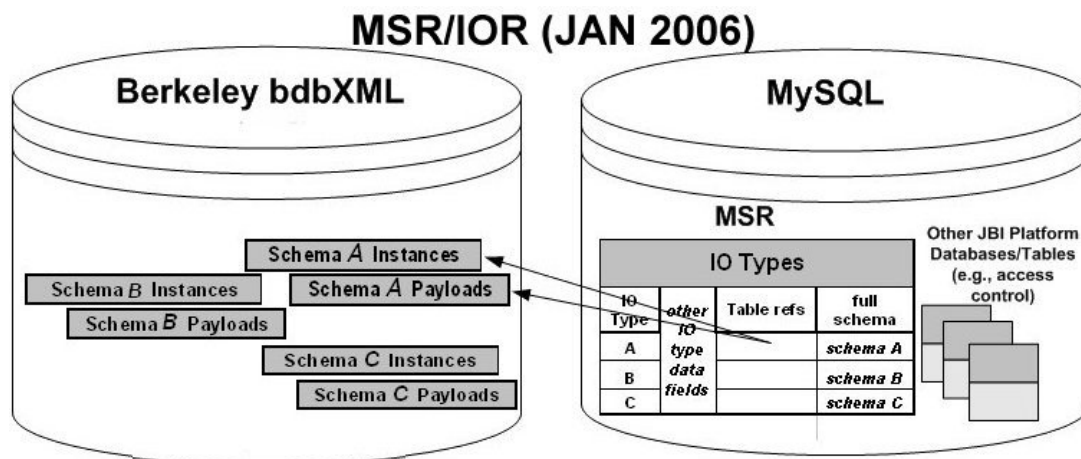 MSR/IOR (JAN 2006)
Berkeley bdbXML
Schema A Instances
Schema A Payloads
Schema B Instances
Schema B Payloads
Schema C Instances
Schema C Payloads
MySQL
MSR
IO Types
IO Type
other IO type data fields
Table refs
full schema
A
schema A
B
schema B
C
schema C
Other JBI Platform
Databases/Tables
(e.g., access
control)